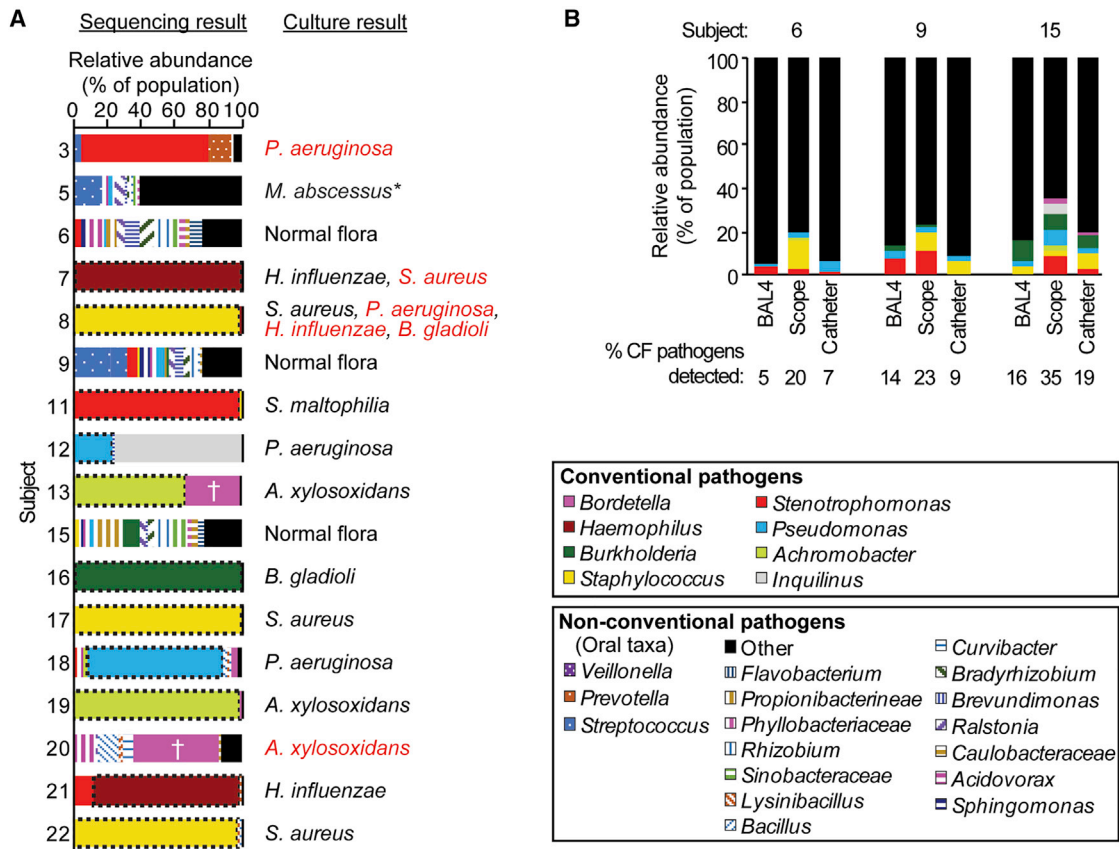 A
Sequencing result
Culture result
Relative abundance
(% of population)
0 20 40 60 80 100
Subject
3 P. aeruginosa
5 M. abscessus*
6 Normal flora
7 H. influenzae, S. aureus
8 S. aureus, P. aeruginosa,
H. influenzae, B. gladioli
9 Normal flora
11 S. maltophilia
12 P. aeruginosa
13 † A. xylosoxidans
15 Normal flora
16 B. gladioli
17 S. aureus
18 P. aeruginosa
19 A. xylosoxidans
20 † A. xylosoxidans
21 H. influenzae
22 S. aureus
B
Subject: 6 9 15
Relative abundance
(% of population)
100
80
60
40
20
0
BAL4 Scope Catheter BAL4 Scope Catheter BAL4 Scope Catheter
% CF pathogens
detected: 5 20 7 14 23 9 16 35 19
Conventional pathogens
Bordetella Stenotrophomonas
Haemophilus Pseudomonas
Burkholderia Achromobacter
Staphylococcus Inquilinus
Non-conventional pathogens
(Oral taxa)
Veillonella
Prevotella
Streptococcus
Other
Flavobacterium
Propionibacterineae
Phyllobacteriaceae
Rhizobium
Sinobacteraceae
Lysinibacillus
Bacillus
Curvibacter
Bradyrhizobium
Brevundimonas
Ralstonia
Caulobacteraceae
Acidovorax
Sphingomonas